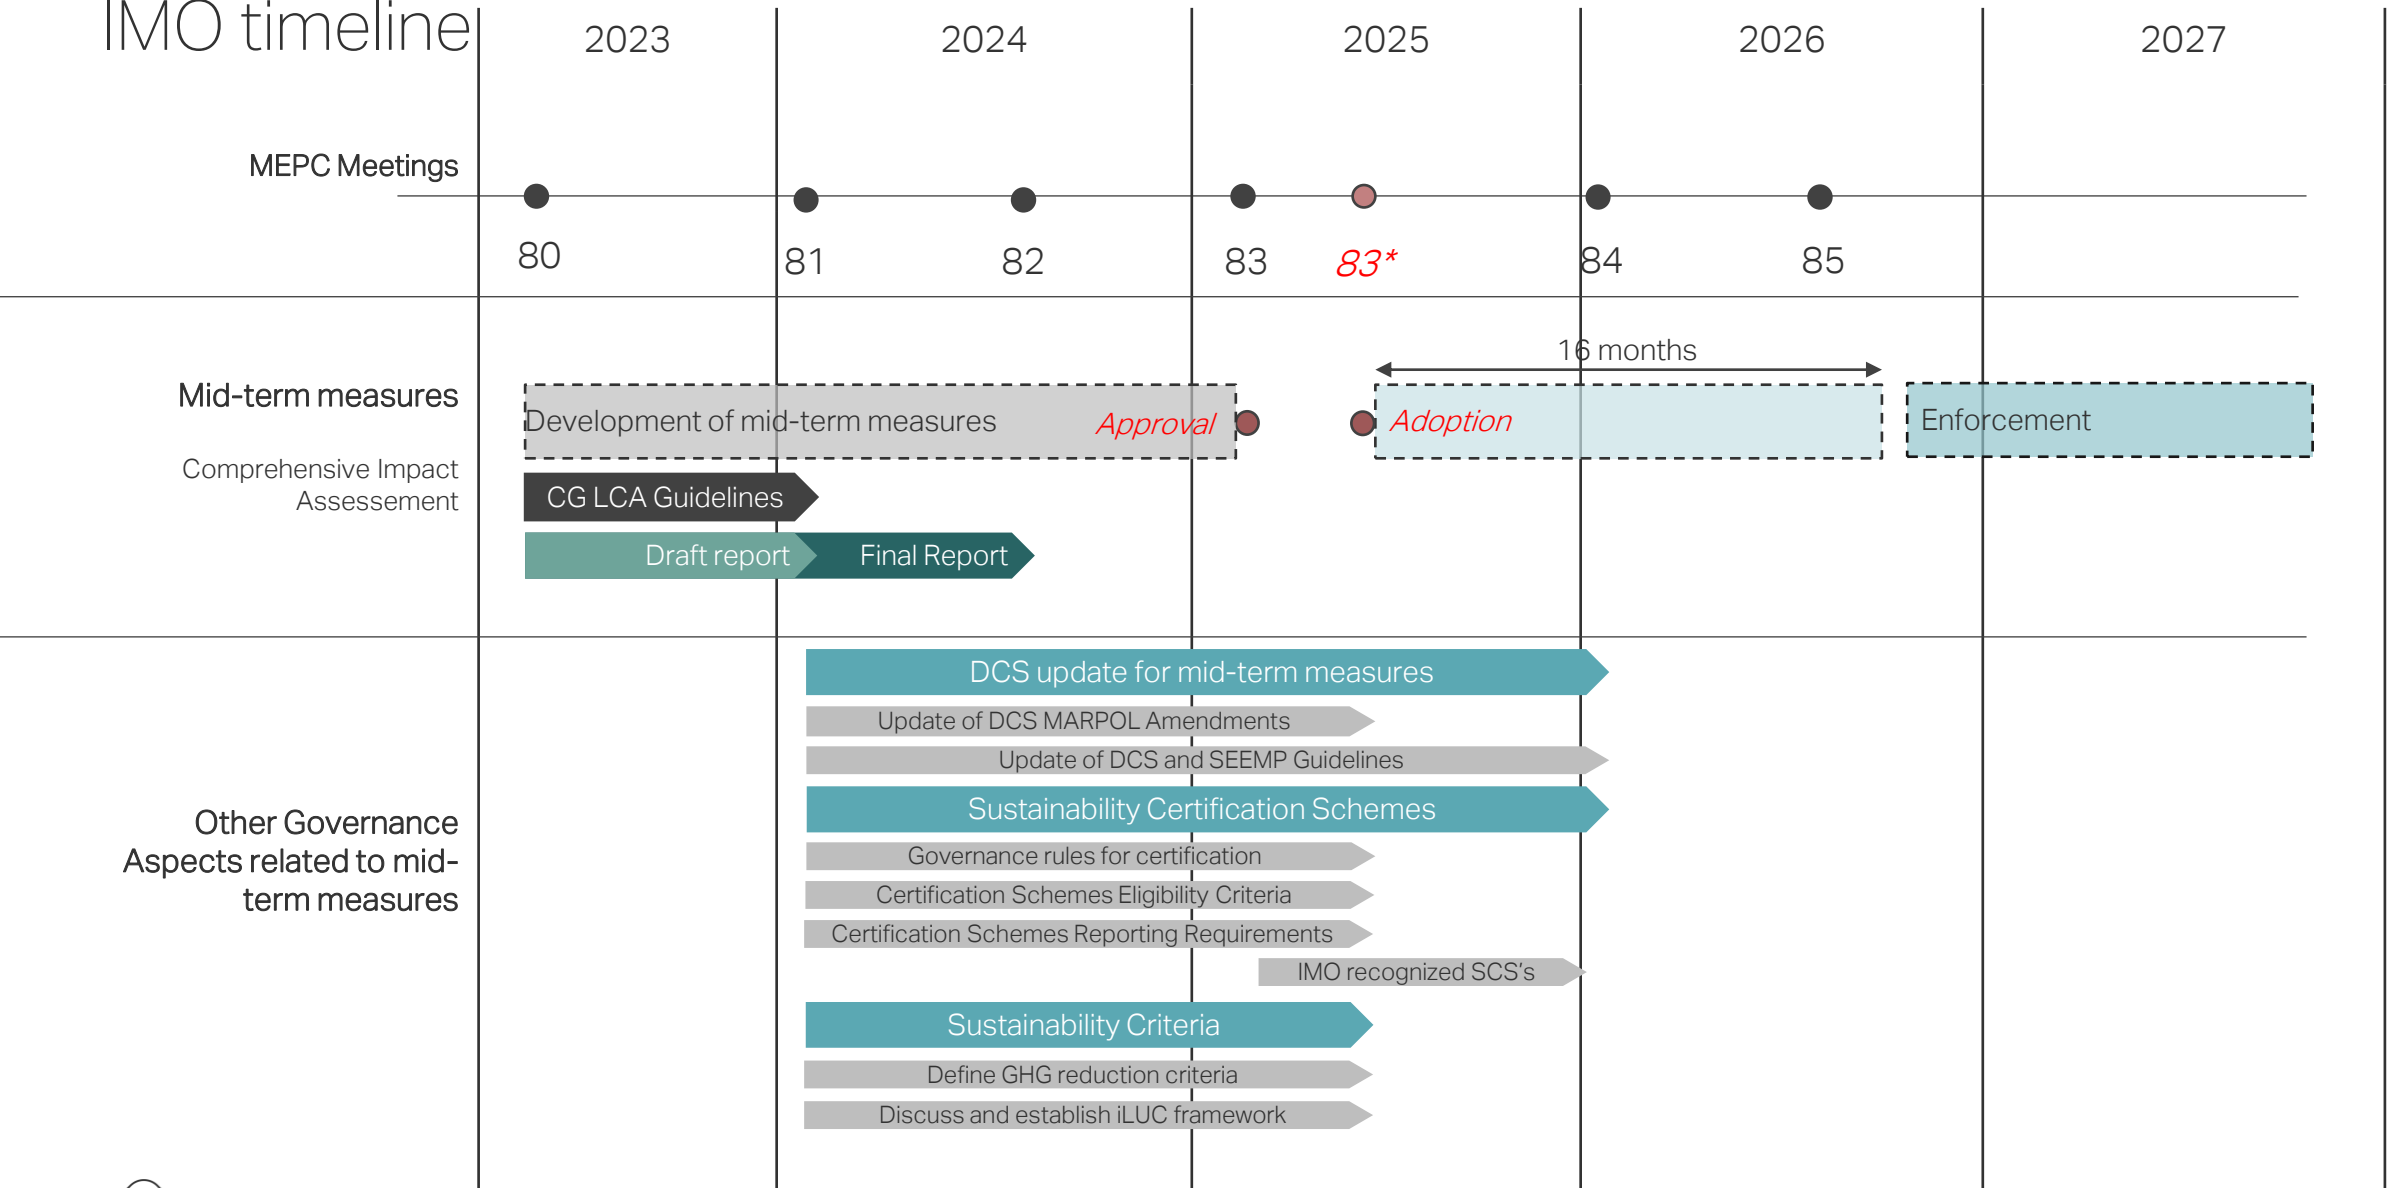 IMO timeline
2023
2024
2025
2026
2027
MEPC Meetings
80
81
82
83
83*
84
85
16 months
Mid-term measures
Development of mid-term measures
Approval
Adoption
Enforcement
Comprehensive Impact
Assessement
CG LCA Guidelines
Draft report
Final Report
DCS update for mid-term measures
Update of DCS MARPOL Amendments
Update of DCS and SEEMP Guidelines
Sustainability Certification Schemes
Other Governance
Aspects related to mid-
term measures
Governance rules for certification
Certification Schemes Eligibility Criteria
Certification Schemes Reporting Requirements
IMO recognized SCS's
Sustainability Criteria
Define GHG reduction criteria
Discuss and establish iLUC framework